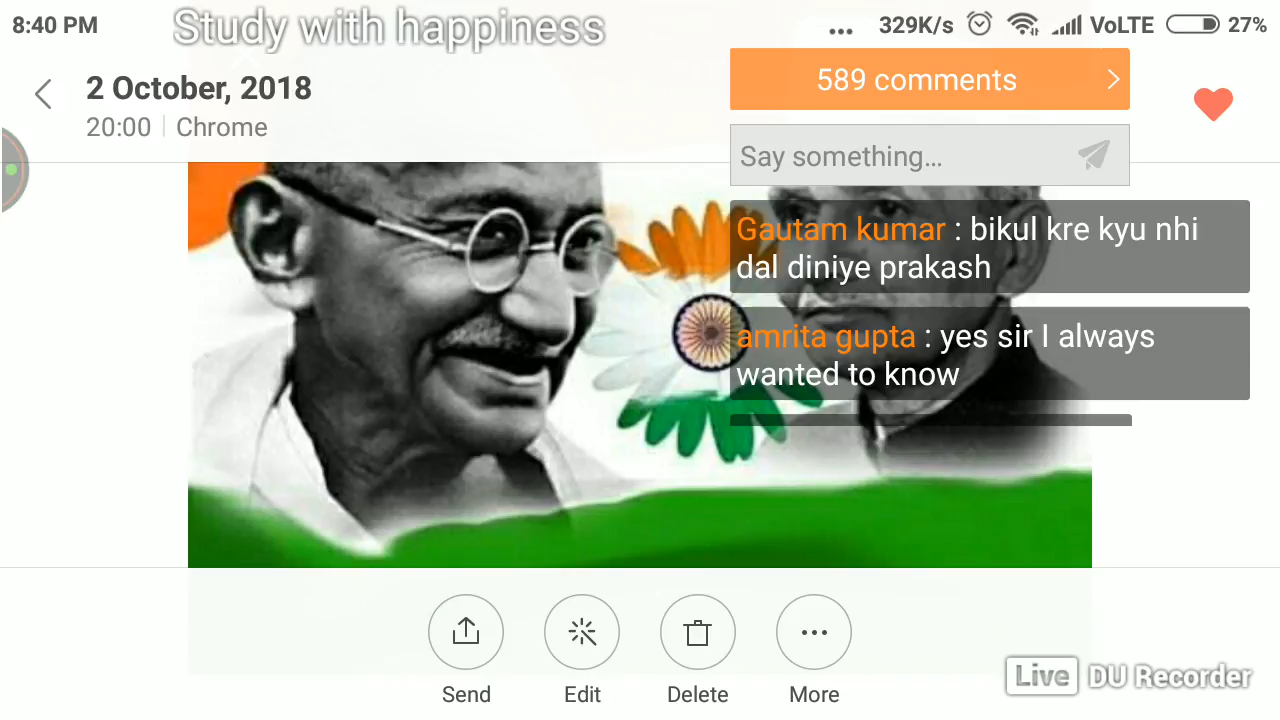 8:40 PM
Study with happiness
... 329K/s VoLTE 27%
2 October, 2018
20:00 | Chrome
589 comments
Say something...
Gautam kumar : bikul kre kyu nhi
dal diniye prakash
amrita gupta : yes sir I always
wanted to know
Send Edit Delete More
Live DU Recorder